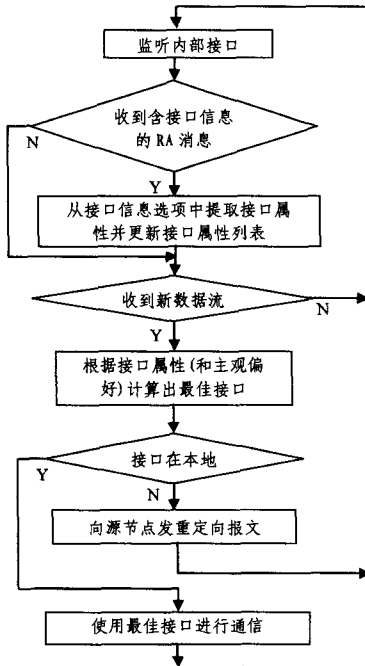 监听内部接口
收到含接口信息
的 RA 消息
N
Y
从接口信息选项中提取接口属
性并更新接口属性列表
收到新数据流
N
Y
根据接口属性(和主观偏
好)计算出最佳接口
接口在本地
Y
N
向源节点发重定向报文
使用最佳接口进行通信